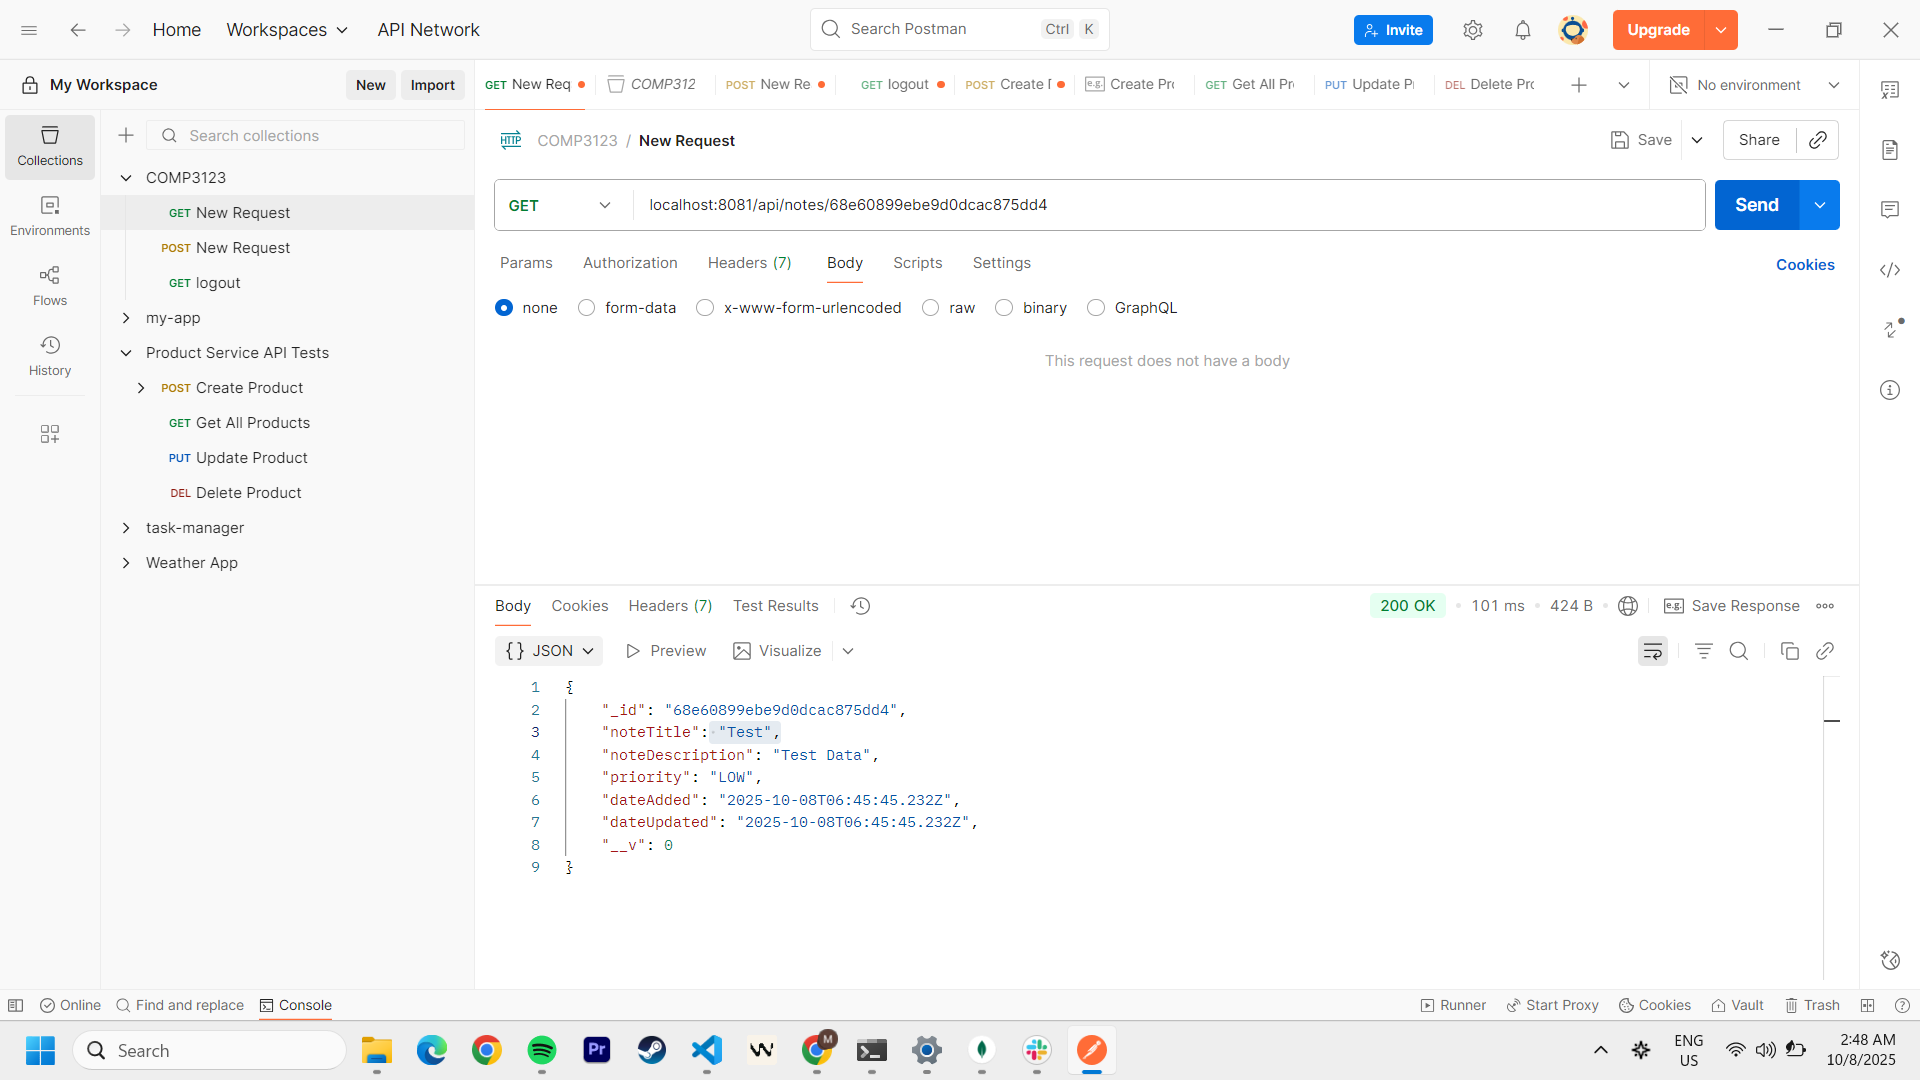 Home Workspaces API Network Search Postman Ctrl K Invite Upgrade
My Workspace New Import
GET New Req COMP312 POST New Re GET logout POST Create e.g. Create Pro GET Get All Pr PUT Update P DEL Delete Pro No environment
Collections
Environments
Flows
History
Search collections
COMP3123
GET New Request
POST New Request
GET logout
my-app
Product Service API Tests
POST Create Product
GET Get All Products
PUT Update Product
DEL Delete Product
task-manager
Weather App
HTTP COMP3123 / New Request Save Share
GET localhost:8081/api/notes/68e60899ebe9d0dcac875dd4 Send
Params Authorization Headers (7) Body Scripts Settings Cookies
none form-data x-www-form-urlencoded raw binary GraphQL
This request does not have a body
Body Cookies Headers (7) Test Results 200 OK 101 ms 424 B e.g. Save Response
{} JSON Preview Visualize
1 {
2 "_id": "68e60899ebe9d0dcac875dd4",
3 "noteTitle": "Test",
4 "noteDescription": "Test Data",
5 "priority": "LOW",
6 "dateAdded": "2025-10-08T06:45:45.232Z",
7 "dateUpdated": "2025-10-08T06:45:45.232Z",
8 "__v": 0
9 }
Online Find and replace Console Runner Start Proxy Cookies Vault Trash
Search Pr M ENG US 2:48 AM 10/8/2025